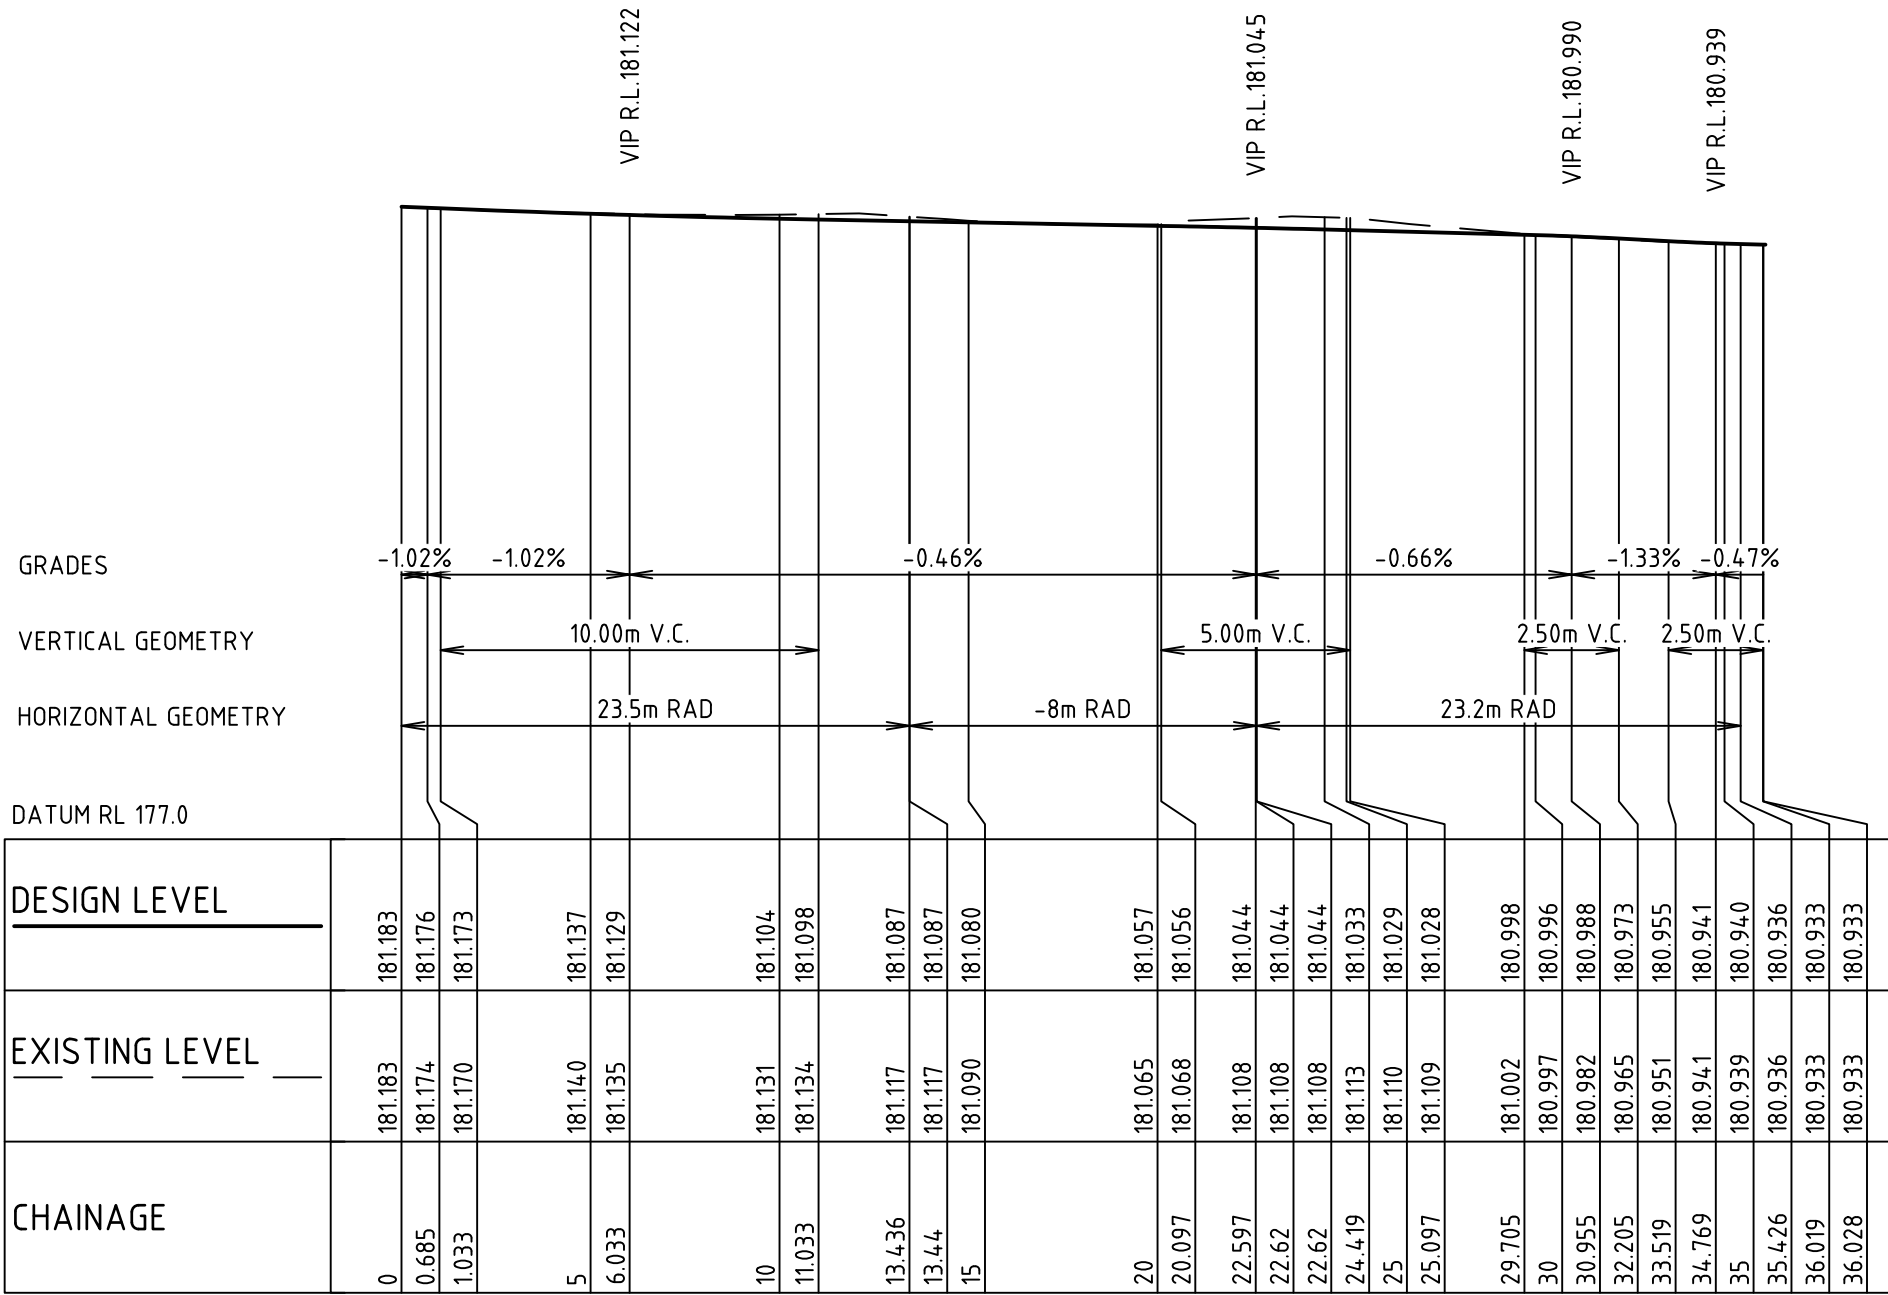 VIP R.L.181.122
VIP R.L.181.045
VIP R.L.180.990
VIP R.L.180.939
GRADES
-1.02% -1.02% -0.46% -0.66% -1.33% -0.47%
VERTICAL GEOMETRY
10.00m V.C. 5.00m V.C. 2.50m V.C. 2.50m V.C.
HORIZONTAL GEOMETRY
23.5m RAD -8m RAD 23.2m RAD
DATUM RL 177.0
DESIGN LEVEL
181.183 181.176 181.173 181.137 181.129 181.104 181.098 181.087 181.087 181.080 181.057 181.056 181.044 181.044 181.044 181.033 181.029 181.028 180.998 180.996 180.988 180.973 180.955 180.941 180.940 180.936 180.933 180.933
EXISTING LEVEL
181.183 181.174 181.170 181.140 181.135 181.131 181.134 181.117 181.117 181.090 181.065 181.068 181.108 181.108 181.108 181.113 181.110 181.109 181.002 180.997 180.982 180.965 180.951 180.941 180.939 180.936 180.933 180.933
CHAINAGE
0 0.685 1.033 5 6.033 10 11.033 13.436 13.44 15 20 20.097 22.597 22.62 22.62 24.419 25 25.097 29.705 30 30.955 32.205 33.519 34.769 35 35.426 36.019 36.028